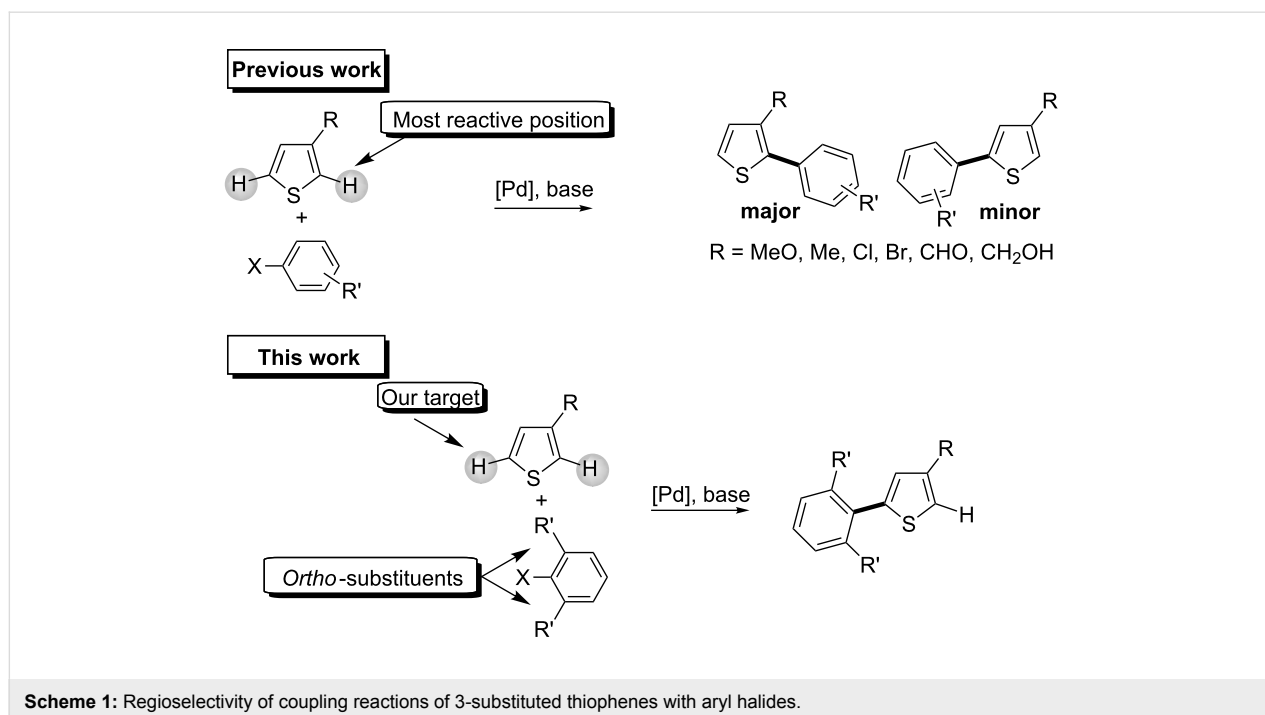 Previous work
R
Most reactive position
H
H
S
+
X
R'
[Pd], base
R
S
R'
major
R
S
R'
minor
R = MeO, Me, Cl, Br, CHO, CH₂OH
This work
Our target
R
H
H
S
+
R'
Ortho-substituents
X
R'
[Pd], base
R'
R
S
H
R'
Scheme 1: Regioselectivity of coupling reactions of 3-substituted thiophenes with aryl halides.